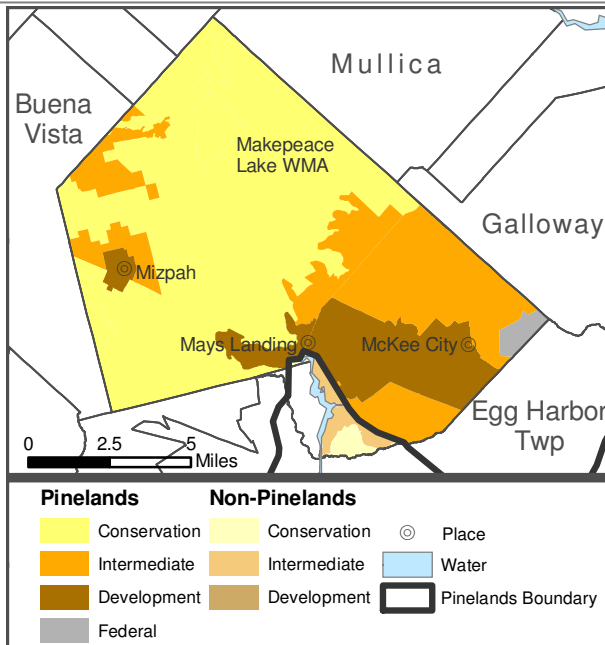 Mullica
Buena
Vista
Makepeace
Lake WMA
Galloway
Mizpah
Mays Landing
McKee City
Egg Harbor
Twp
0 2.5 5
Miles
Pinelands Non-Pinelands
Conservation Conservation Place
Intermediate Intermediate Water
Development Development Pinelands Boundary
Federal